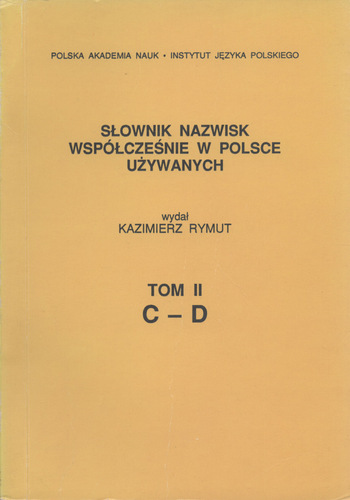 POLSKA AKADEMIA NAUK • INSTYTUT JĘZYKA POLSKIEGO
SŁOWNIK NAZWISK
WSPÓŁCZEŚNIE W POLSCE
UŻYWANYCH
wydał
KAZIMIERZ RYMUT
TOM II
C – D